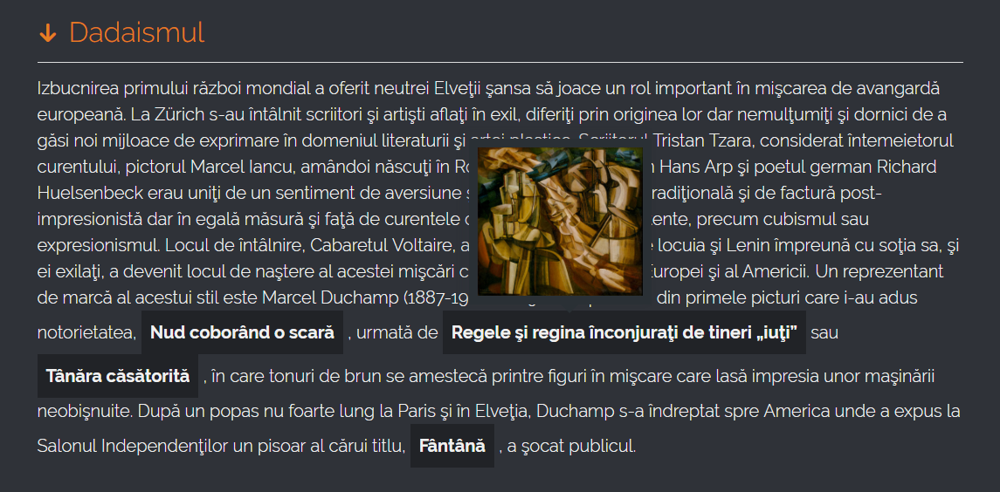 Dadaismul
Izbucnirea primului război mondial a oferit neutrei Elveţii şansa să joace un rol important în mişcarea de avangardă
europeană. La Zürich s-au întâlnit scriitori şi artişti aflaţi în exil, diferiţi prin originea lor dar nemulţumiţi şi dornici de a
găsi noi mijloace de exprimare în domeniul literaturii şi artei plastice. Scriitorul Tristan Tzara, considerat întemeietorul
curentului, pictorul Marcel Iancu, amândoi născuţi în Hans Arp şi poetul german Richard
Huelsenbeck erau uniţi de un sentiment de aversiune şi de factură post-
impresionistă dar în egală măsură şi faţă de curentele precum cubismul sau
expresionismul. Locul de întâlnire, Cabaretul Voltaire, locuia şi Lenin împreună cu soţia sa, şi
ei exilaţi, a devenit locul de naştere al acestei mişcări şi al Americii. Un reprezentant
de marcă al acestui stil este Marcel Duchamp (1887-19 din primele picturi care i-au adus
notorietatea, Nud coborând o scară , urmată de Regele şi regina înconjuraţi de tineri „iuţi” sau
Tânăra căsătorită , în care tonuri de brun se amestecă printre figuri în mişcare care lasă impresia unor maşinării
neobişnuite. După un popas nu foarte lung la Paris şi în Elveţia, Duchamp s-a îndreptat spre America unde a expus la
Salonul Independenţilor un pisoar al cărui titlu, Fântână , a şocat publicul.